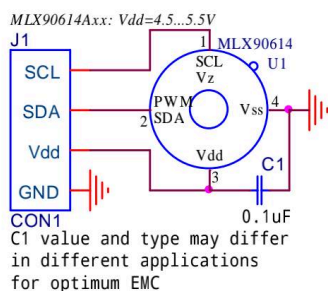 MLX90614Axx: Vdd=4.5...5.5V
J1
1
MLX90614
SCL
SCL
U1
Vz
SDA
PWM
Vss
4
2
SDA
Vdd
Vdd
3
C1
GND
CON1
0.1uF
C1 value and type may differ
in different applications
for optimum EMC